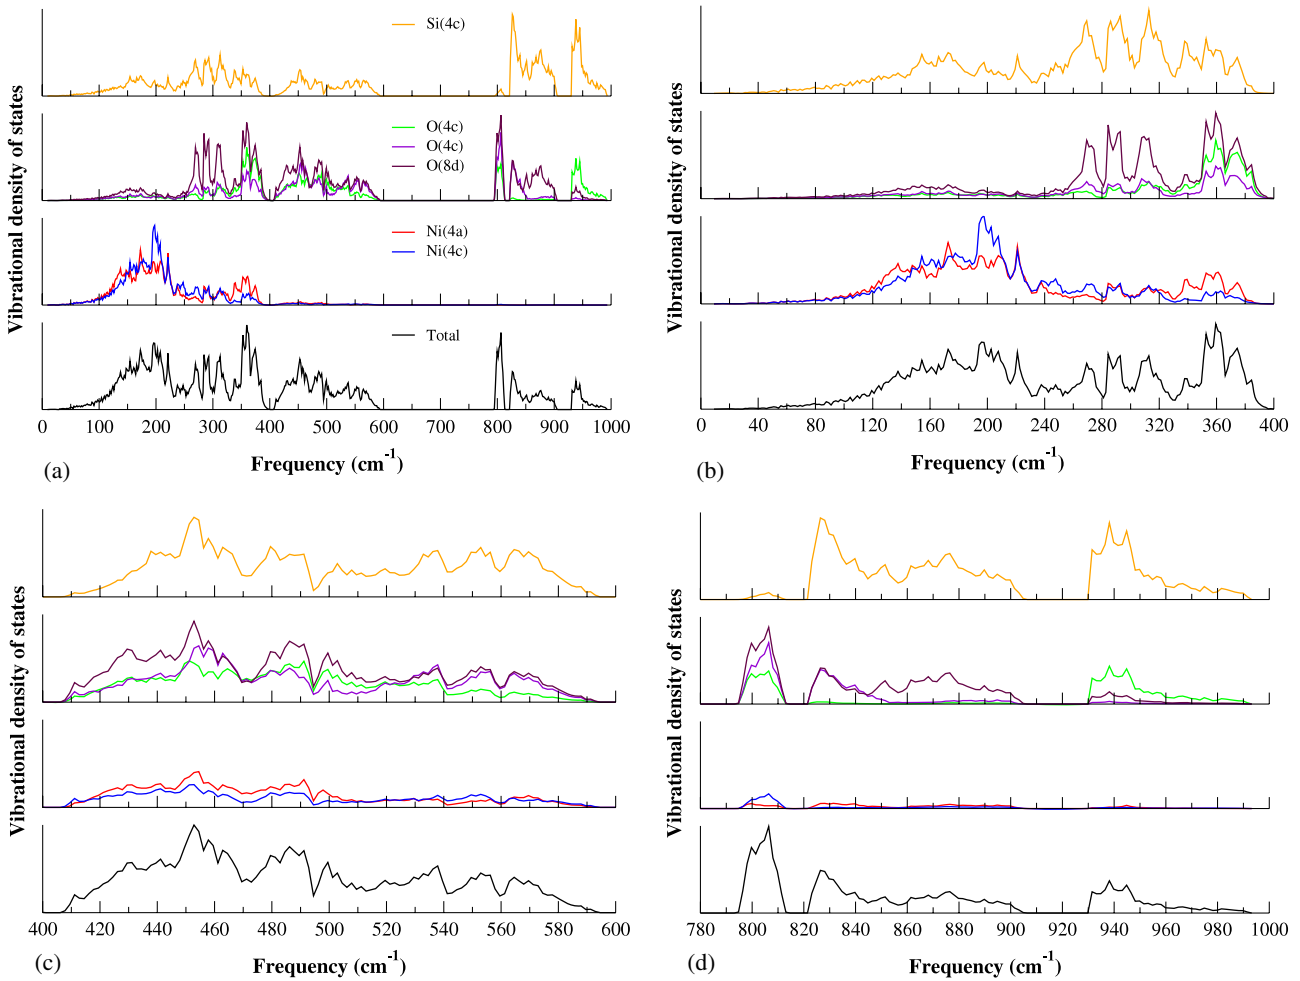 Vibrational density of states
Si(4c)
O(4c)
O(4c)
O(8d)
Ni(4a)
Ni(4c)
Total
0 100 200 300 400 500 600 700 800 900 1000
Frequency (cm-1)
(a)
Vibrational density of states
0 40 80 120 160 200 240 280 320 360 400
Frequency (cm-1)
(b)
Vibrational density of states
400 420 440 460 480 500 520 540 560 580 600
Frequency (cm-1)
(c)
Vibrational density of states
780 800 820 840 860 880 900 920 940 960 980 1000
Frequency (cm-1)
(d)